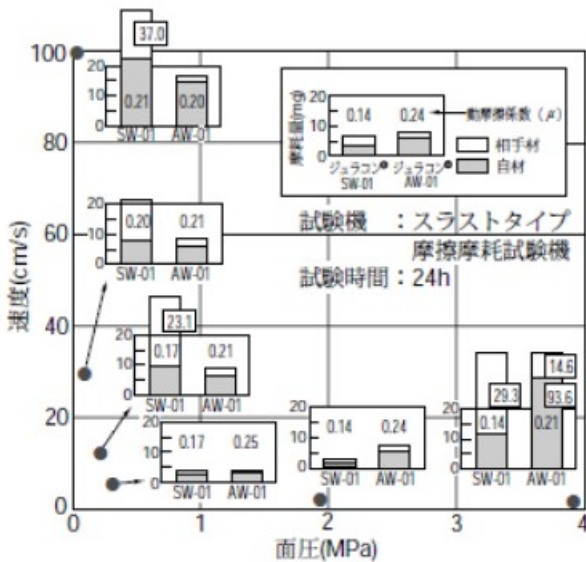 速度(cm/s)
100
80
60
40
20
0
0
1
2
3
4
面圧(MPa)
37.0
20
10
0
0.21
0.20
SW-01
AW-01
20
10
0
0.20
0.21
SW-01
AW-01
23.1
20
10
0
0.17
0.21
SW-01
AW-01
20
10
0
0.17
0.25
SW-01
AW-01
20
10
0
0.14
0.24
SW-01
AW-01
14.6
29.3
93.6
20
10
0
0.14
0.21
SW-01
AW-01
摩耗量(mg)
20
10
0
0.14
0.24
動摩擦係数(μ)
相手材
自材
ジュラコン®
SW-01
ジュラコン®
AW-01
試験機 :スラストタイプ
摩擦摩耗試験機
試験時間:24h